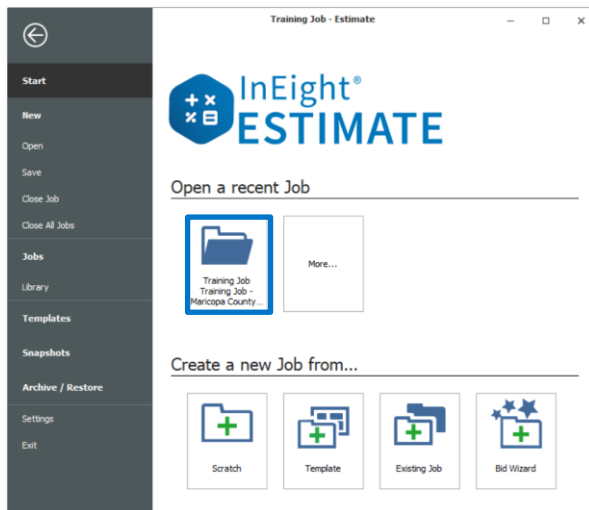 Training Job - Estimate
Start
New
Open
Save
Close Job
Close All Jobs
Jobs
Library
Templates
Snapshots
Archive / Restore
Settings
Exit
InEight®
ESTIMATE
Open a recent Job
Training Job
Training Job -
Maricopa County...
More...
Create a new Job from...
Scratch
Template
Existing Job
Bid Wizard